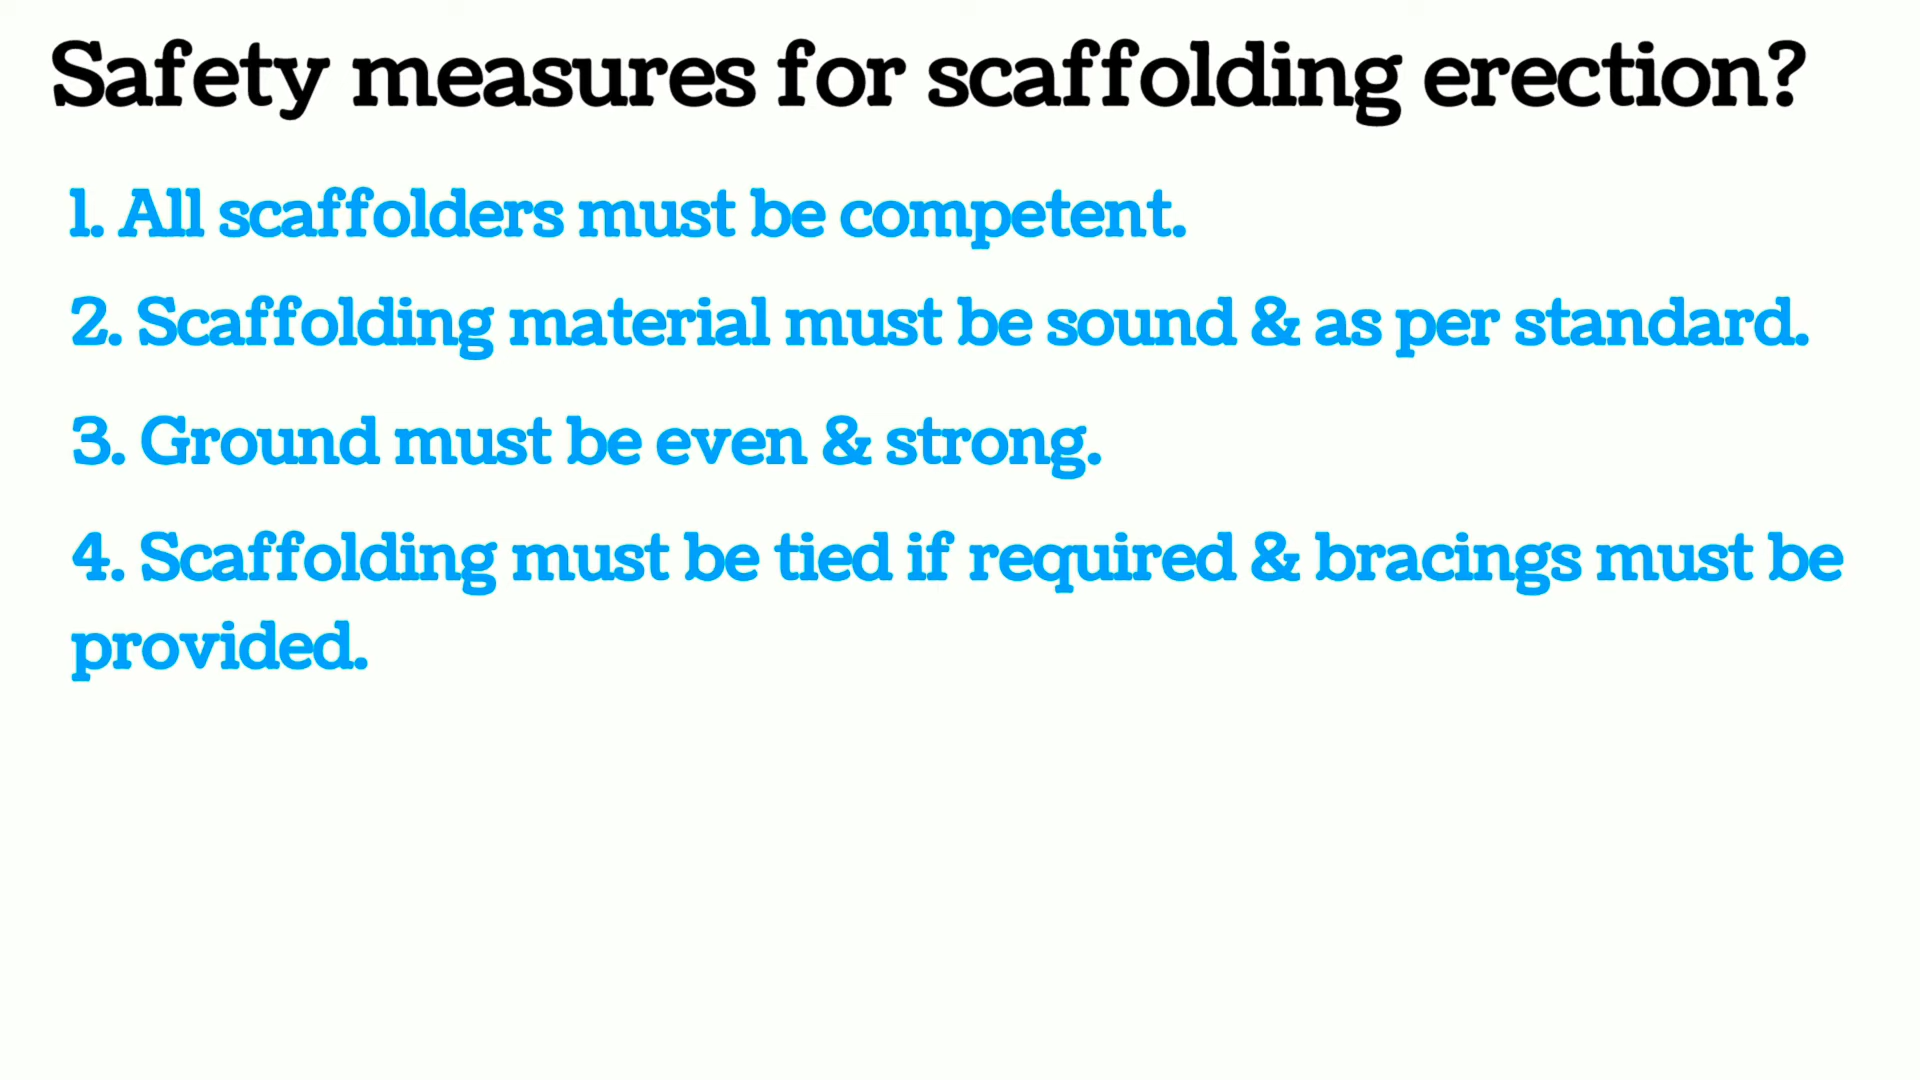 Safety measures for scaffolding erection?
1. All scaffolders must be competent.
2. Scaffolding material must be sound & as per standard.
3. Ground must be even & strong.
4. Scaffolding must be tied if required & bracings must be
provided.